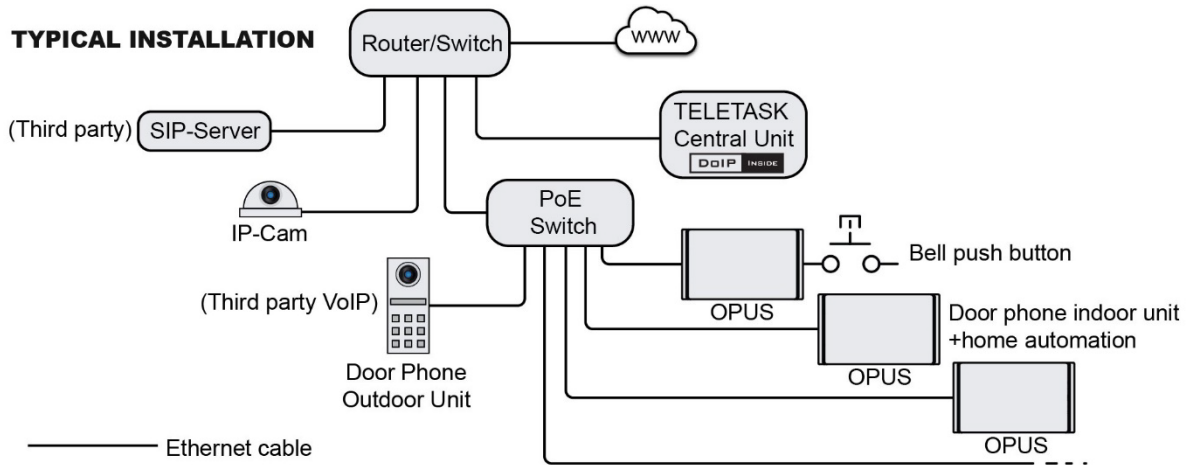 TYPICAL INSTALLATION
Router/Switch
WWW
(Third party)
SIP-Server
TELETASK
Central Unit
DoIP INSIDE
IP-Cam
PoE
Switch
Bell push button
OPUS
(Third party VoIP)
Door Phone
Outdoor Unit
Door phone indoor unit
+home automation
OPUS
OPUS
Ethernet cable